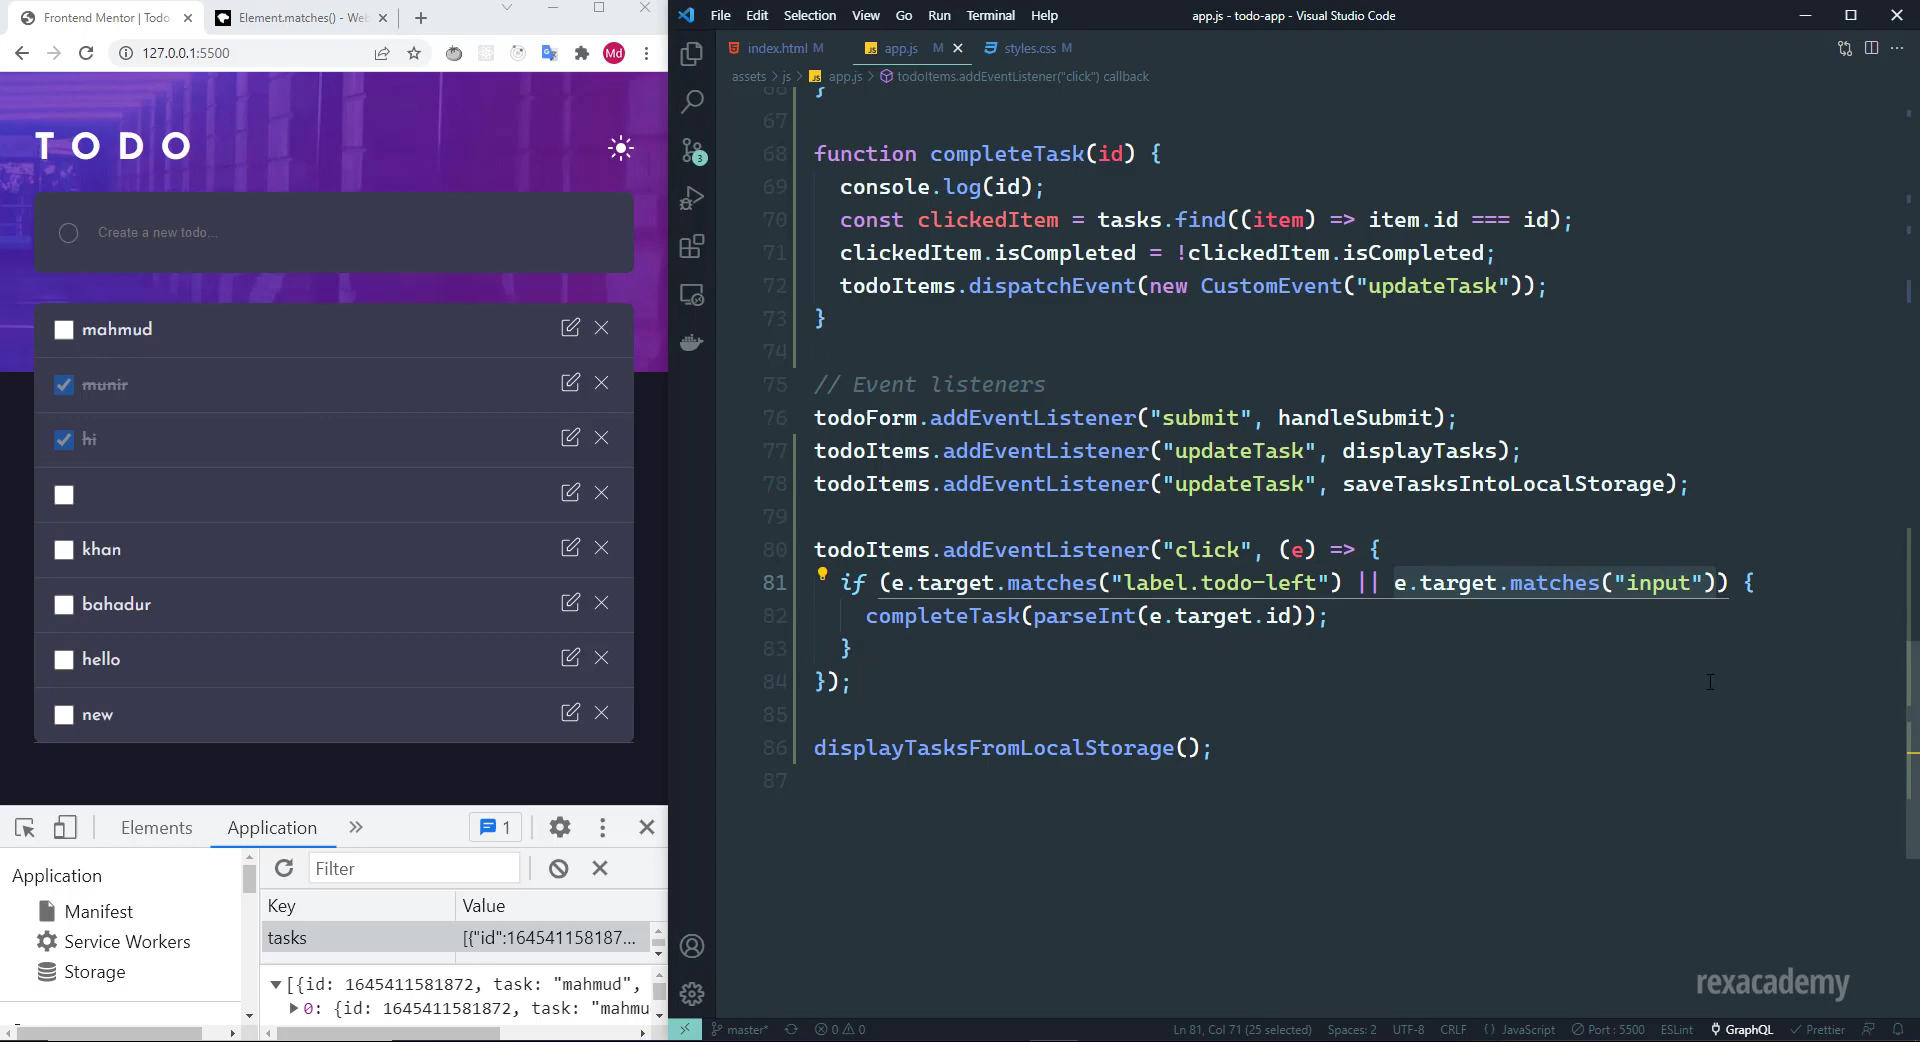 Frontend Mentor | Todo
Element.matches() - Web
127.0.0.1:5500
Md
TODO
Create a new todo...
mahmud
munir
hi
khan
bahadur
hello
new
Elements
Application
1
Application
Manifest
Service Workers
Storage
Filter
Key Value
tasks [{"id":164541158187...
▼[{id: 1645411581872, task: "mahmud",
▶0: {id: 1645411581872, task: "mahmu
File Edit Selection View Go Run Terminal Help
app.js - todo-app - Visual Studio Code
index.html M
JS app.js M
styles.css M
assets > js > JS app.js > todoItems.addEventListener("click") callback
3
66 }
67
68 function completeTask(id) {
69 console.log(id);
70 const clickedItem = tasks.find((item) => item.id === id);
71 clickedItem.isCompleted = !clickedItem.isCompleted;
72 todoItems.dispatchEvent(new CustomEvent("updateTask"));
73 }
74
75 // Event listeners
76 todoForm.addEventListener("submit", handleSubmit);
77 todoItems.addEventListener("updateTask", displayTasks);
78 todoItems.addEventListener("updateTask", saveTasksIntoLocalStorage);
79
80 todoItems.addEventListener("click", (e) => {
81 if (e.target.matches("label.todo-left") || e.target.matches("input")) {
82 completeTask(parseInt(e.target.id));
83 }
84 });
85
86 displayTasksFromLocalStorage();
87
rexacademy
master* 0 0 Ln 81, Col 71 (25 selected) Spaces: 2 UTF-8 CRLF {} JavaScript Port : 5500 ESLint GraphQL Prettier